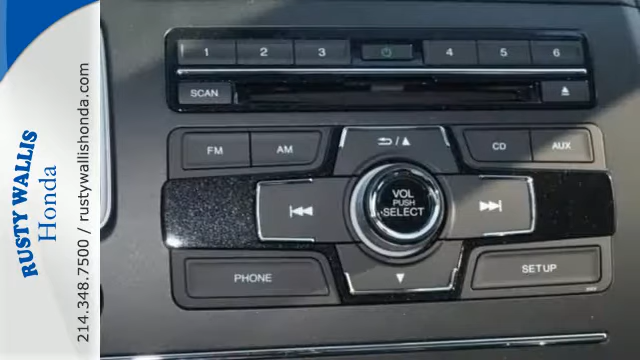 RUSTY WALLIS
Honda
214.348.7500 / rustywallishonda.com
1 2 3 4 5 6
SCAN
FM AM CD AUX
VOL
PUSH
SELECT
PHONE SETUP